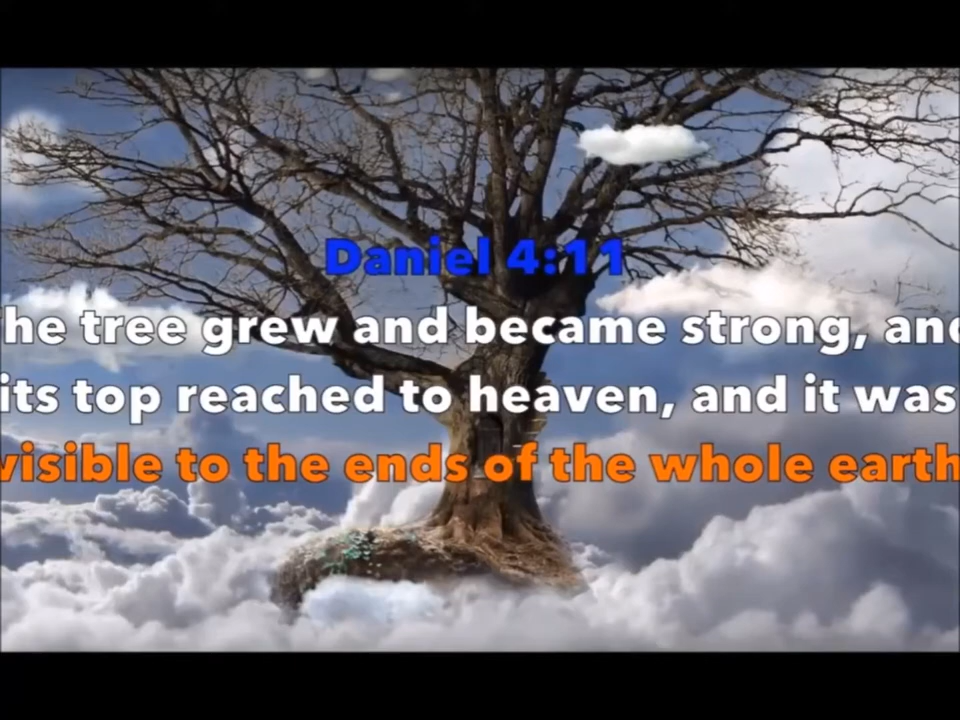 Daniel 4:11
he tree grew and became strong, and
its top reached to heaven, and it was
visible to the ends of the whole earth